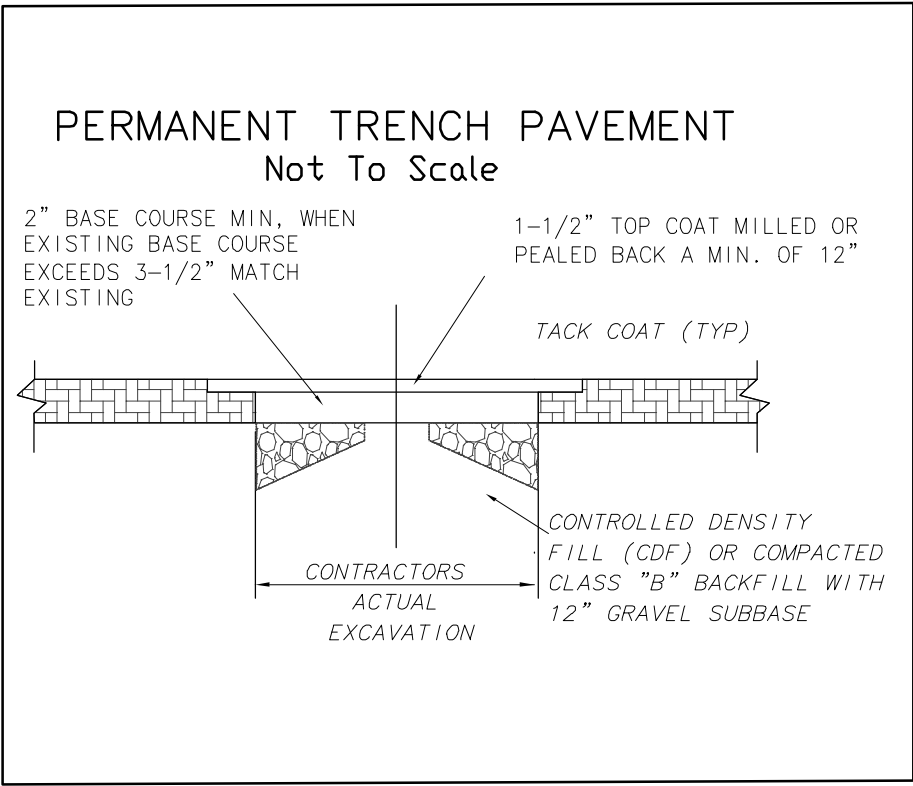 PERMANENT TRENCH PAVEMENT
Not To Scale
2” BASE COURSE MIN, WHEN
EXISTING BASE COURSE
EXCEEDS 3-1/2” MATCH
EXISTING
1-1/2” TOP COAT MILLED OR
PEALED BACK A MIN. OF 12”
TACK COAT (TYP)
CONTROLLED DENSITY
FILL (CDF) OR COMPACTED
CLASS ”B” BACKFILL WITH
12” GRAVEL SUBBASE
CONTRACTORS
ACTUAL
EXCAVATION